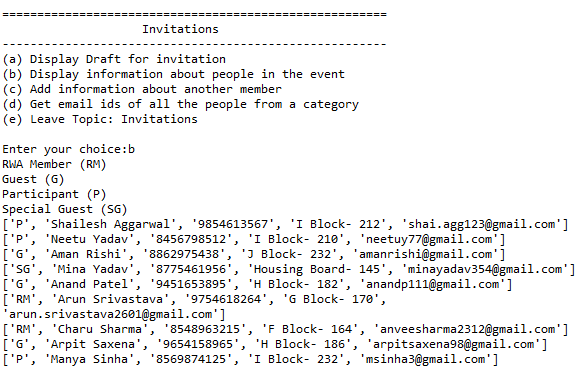 =======================================================
Invitations
-------------------------------------------------------
(a) Display Draft for invitation
(b) Display information about people in the event
(c) Add information about another member
(d) Get email ids of all the people from a category
(e) Leave Topic: Invitations
Enter your choice:b
RWA Member (RM)
Guest (G)
Participant (P)
Special Guest (SG)
['P', 'Shailesh Aggarwal', '9854613567', 'I Block- 212', 'shai.agg123@gmail.com']
['P', 'Neetu Yadav', '8456798512', 'I Block- 210', 'neetuy77@gmail.com']
['G', 'Aman Rishi', '8862975438', 'J Block- 232', 'amanrishi@gmail.com']
['SG', 'Mina Yadav', '8775461956', 'Housing Board- 145', 'minayadav354@gmail.com']
['G', 'Anand Patel', '9451653895', 'H Block- 182', 'anandp111@gmail.com']
['RM', 'Arun Srivastava', '9754618264', 'G Block- 170',
'arun.srivastava2601@gmail.com']
['RM', 'Charu Sharma', '8548963215', 'F Block- 164', 'anveesharma2312@gmail.com']
['G', 'Arpit Saxena', '9654158965', 'H Block- 186', 'arpitsaxena98@gmail.com']
['P', 'Manya Sinha', '8569874125', 'I Block- 232', 'msinha3@gmail.com']